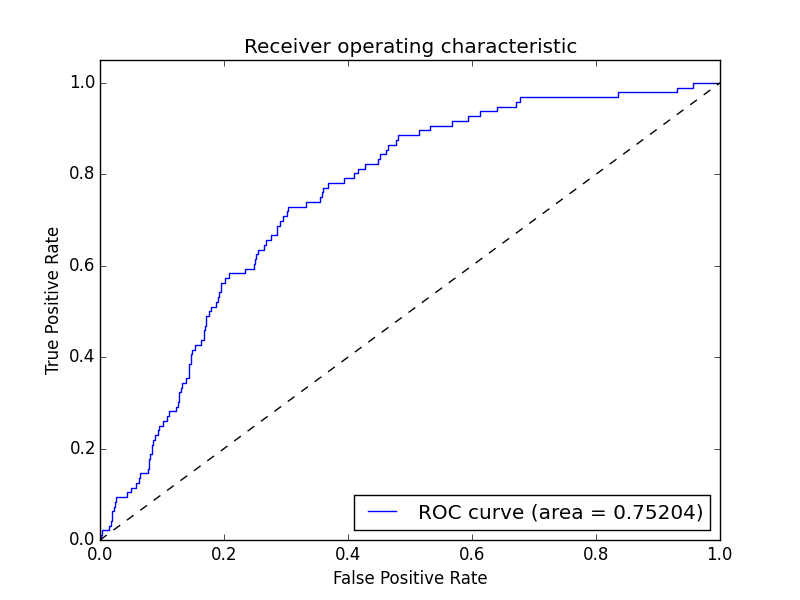 Receiver operating characteristic
1.0
0.8
0.6
0.4
0.2
0.0
True Positive Rate
ROC curve (area = 0.75204)
0.0 0.2 0.4 0.6 0.8 1.0
False Positive Rate